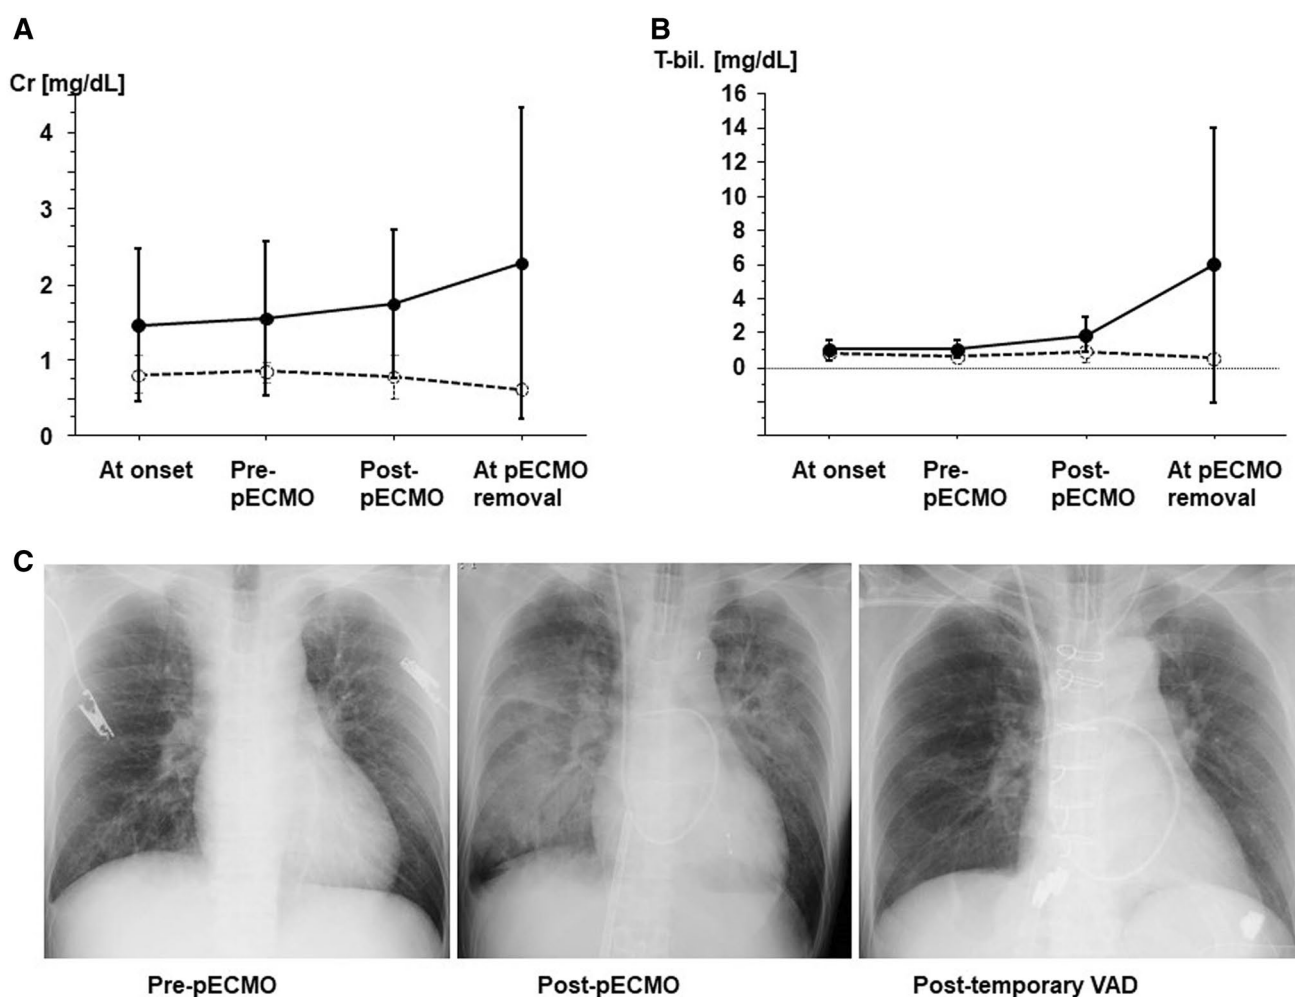 A
Cr [mg/dL]
4
3
2
1
0
At onset
Pre-
pECMO
Post-
pECMO
At pECMO
removal
B
T-bil. [mg/dL]
16
14
12
10
8
6
4
2
0
At onset
Pre-
pECMO
Post-
pECMO
At pECMO
removal
C
Pre-pECMO
Post-pECMO
Post-temporary VAD